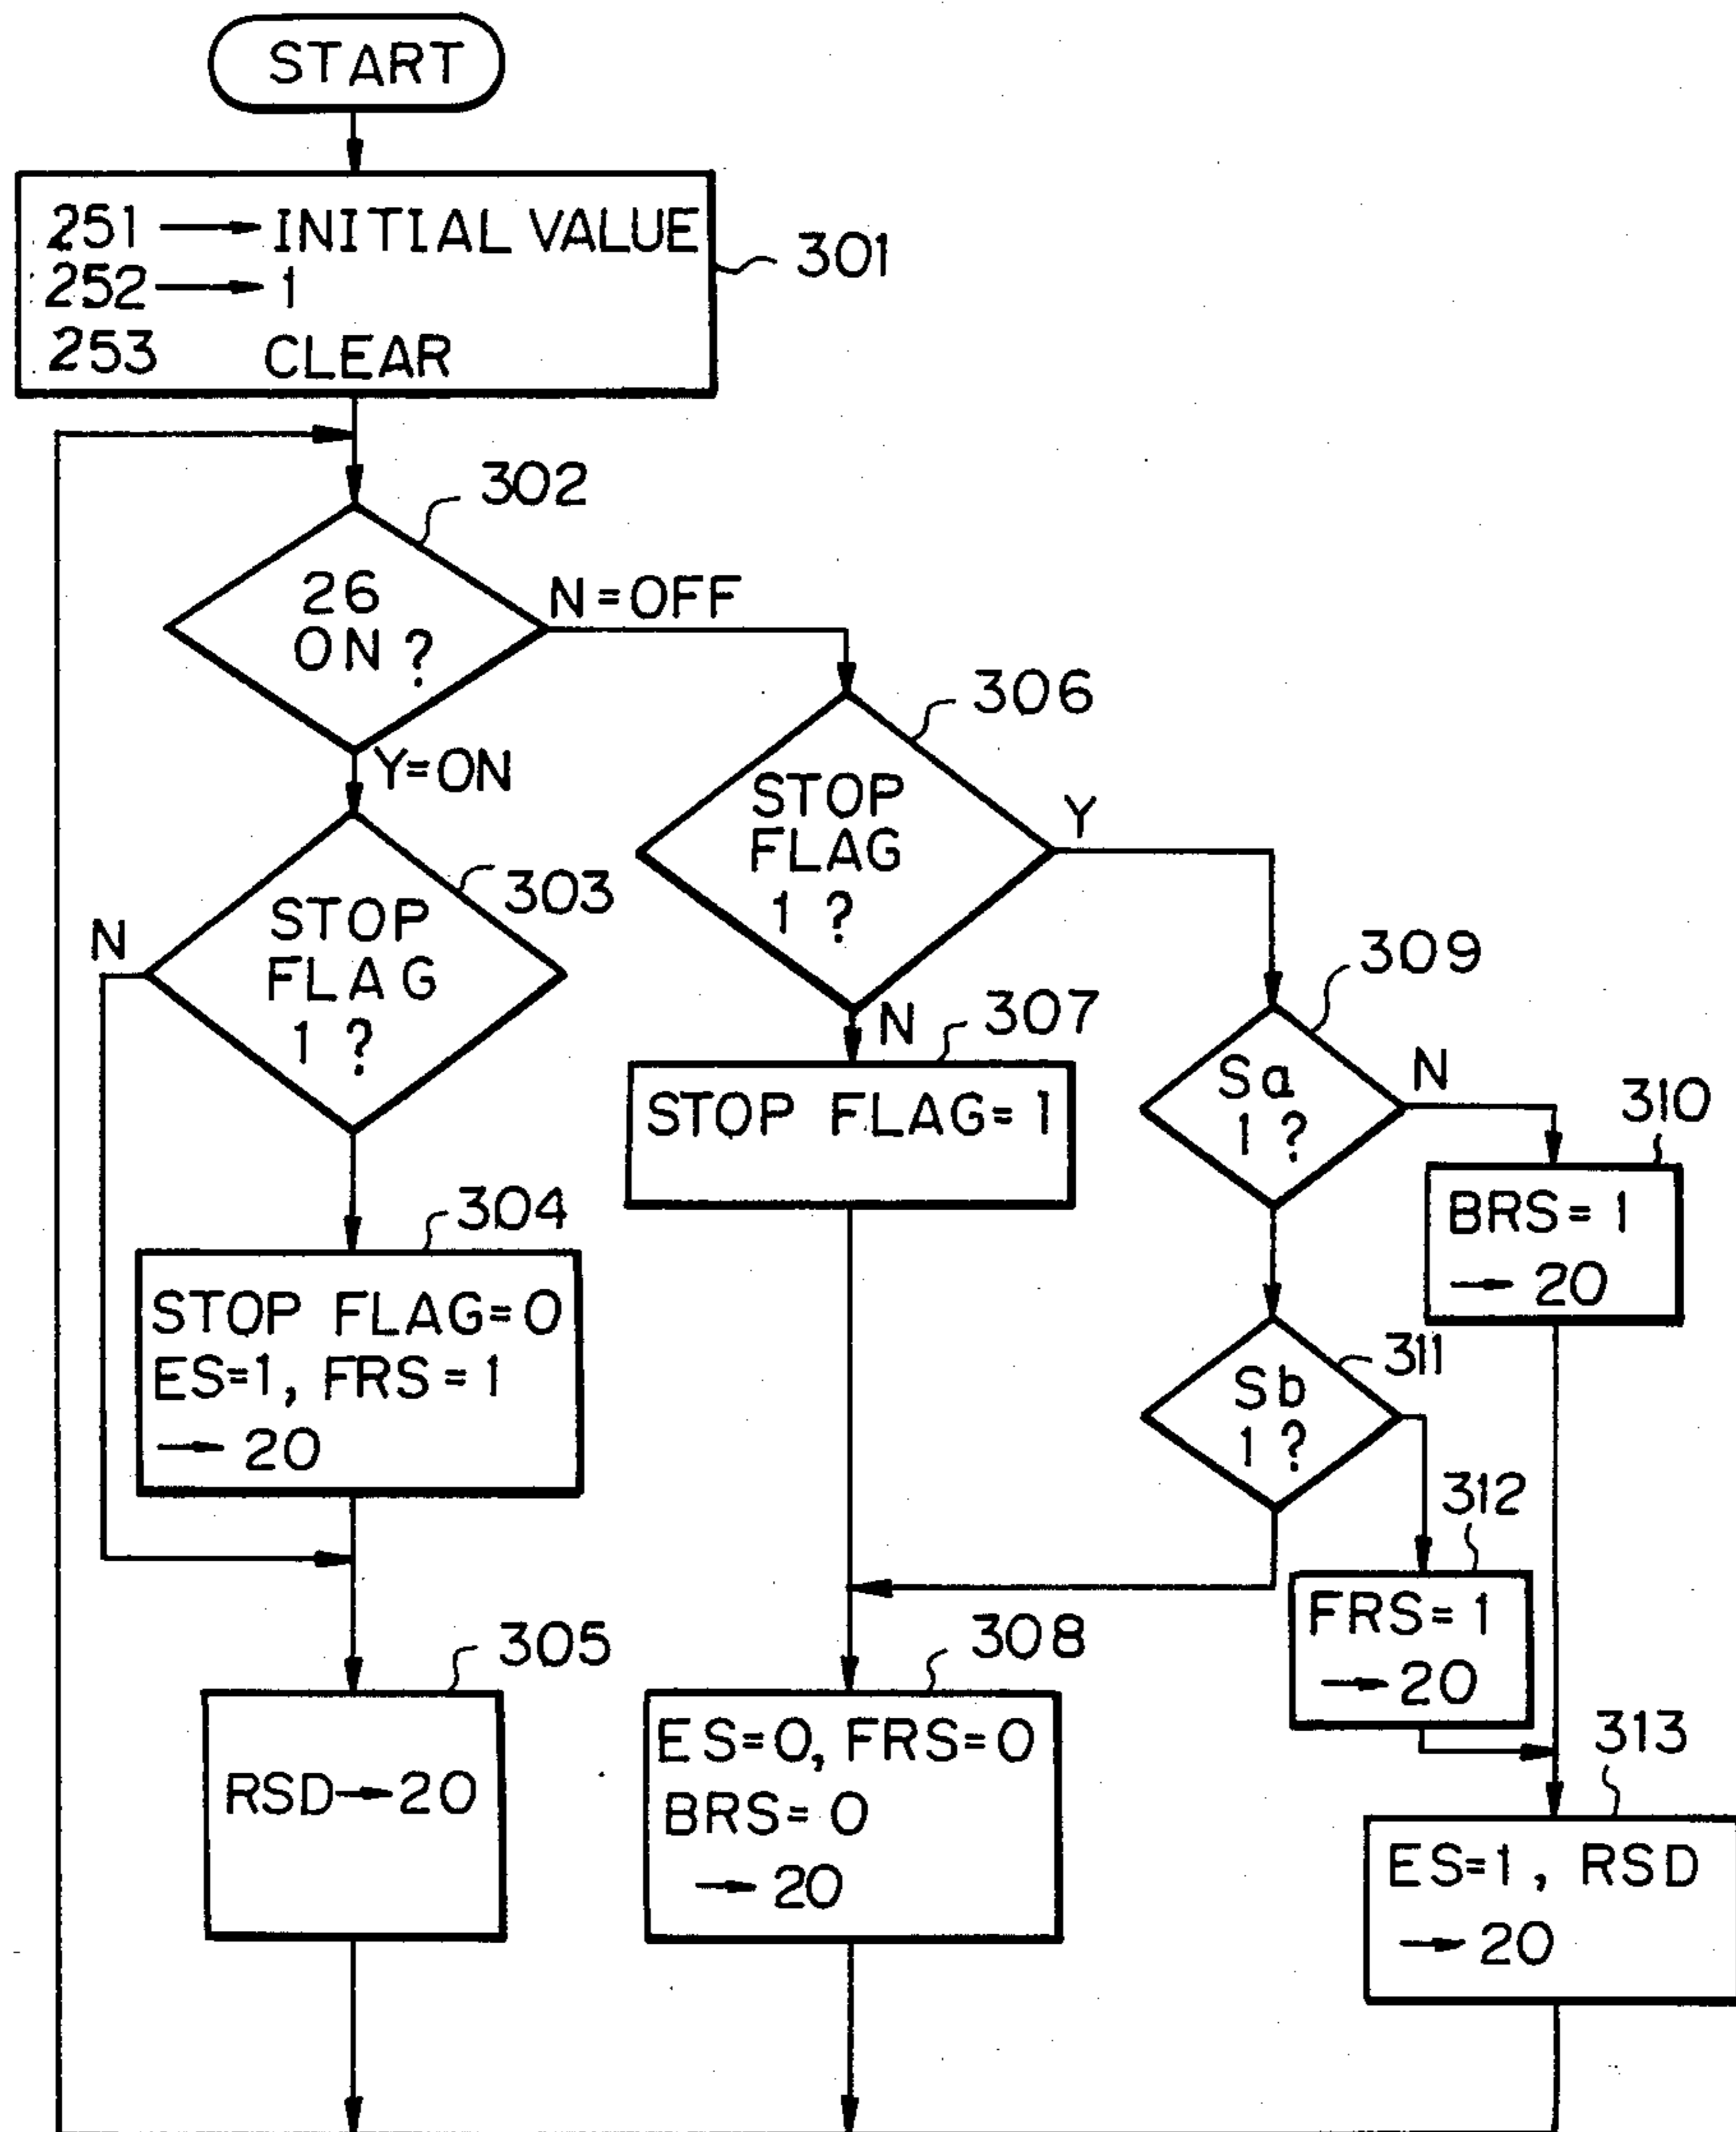 START
251 → INITIAL VALUE
252 → 1
253 CLEAR
301
302
26
ON ?
N=OFF
Y=ON
306
STOP
FLAG
1 ?
Y
N
303
STOP
FLAG
1 ?
N
307
STOP FLAG=1
309
Sa
1 ?
N
310
BRS=1
→ 20
304
STOP FLAG=0
ES=1, FRS=1
→ 20
311
Sb
1 ?
312
FRS=1
→ 20
305
RSD→20
308
ES=0, FRS=0
BRS=0
→ 20
313
ES=1, RSD
→ 20